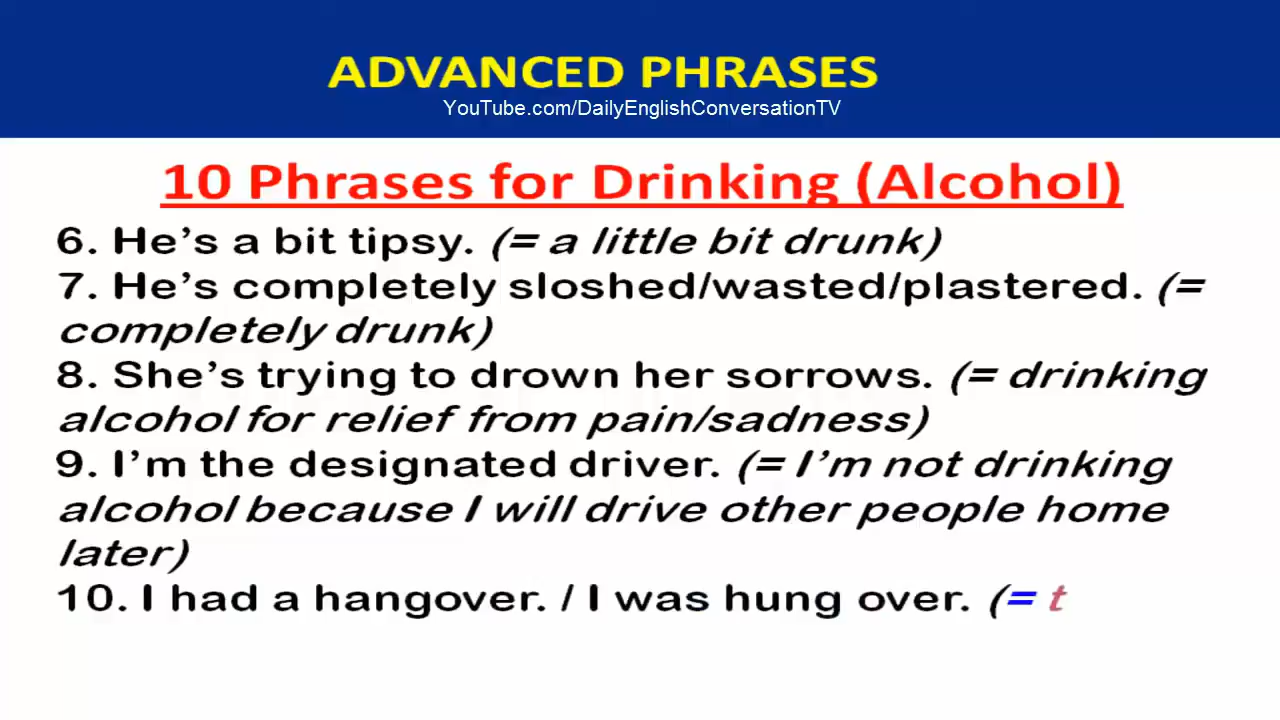 ADVANCED PHRASES
YouTube.com/DailyEnglishConversationTV
10 Phrases for Drinking (Alcohol)
6. He's a bit tipsy. (= a little bit drunk)
7. He's completely sloshed/wasted/plastered. (=
completely drunk)
8. She's trying to drown her sorrows. (= drinking
alcohol for relief from pain/sadness)
9. I'm the designated driver. (= I'm not drinking
alcohol because I will drive other people home
later)
10. I had a hangover. / I was hung over. (= t